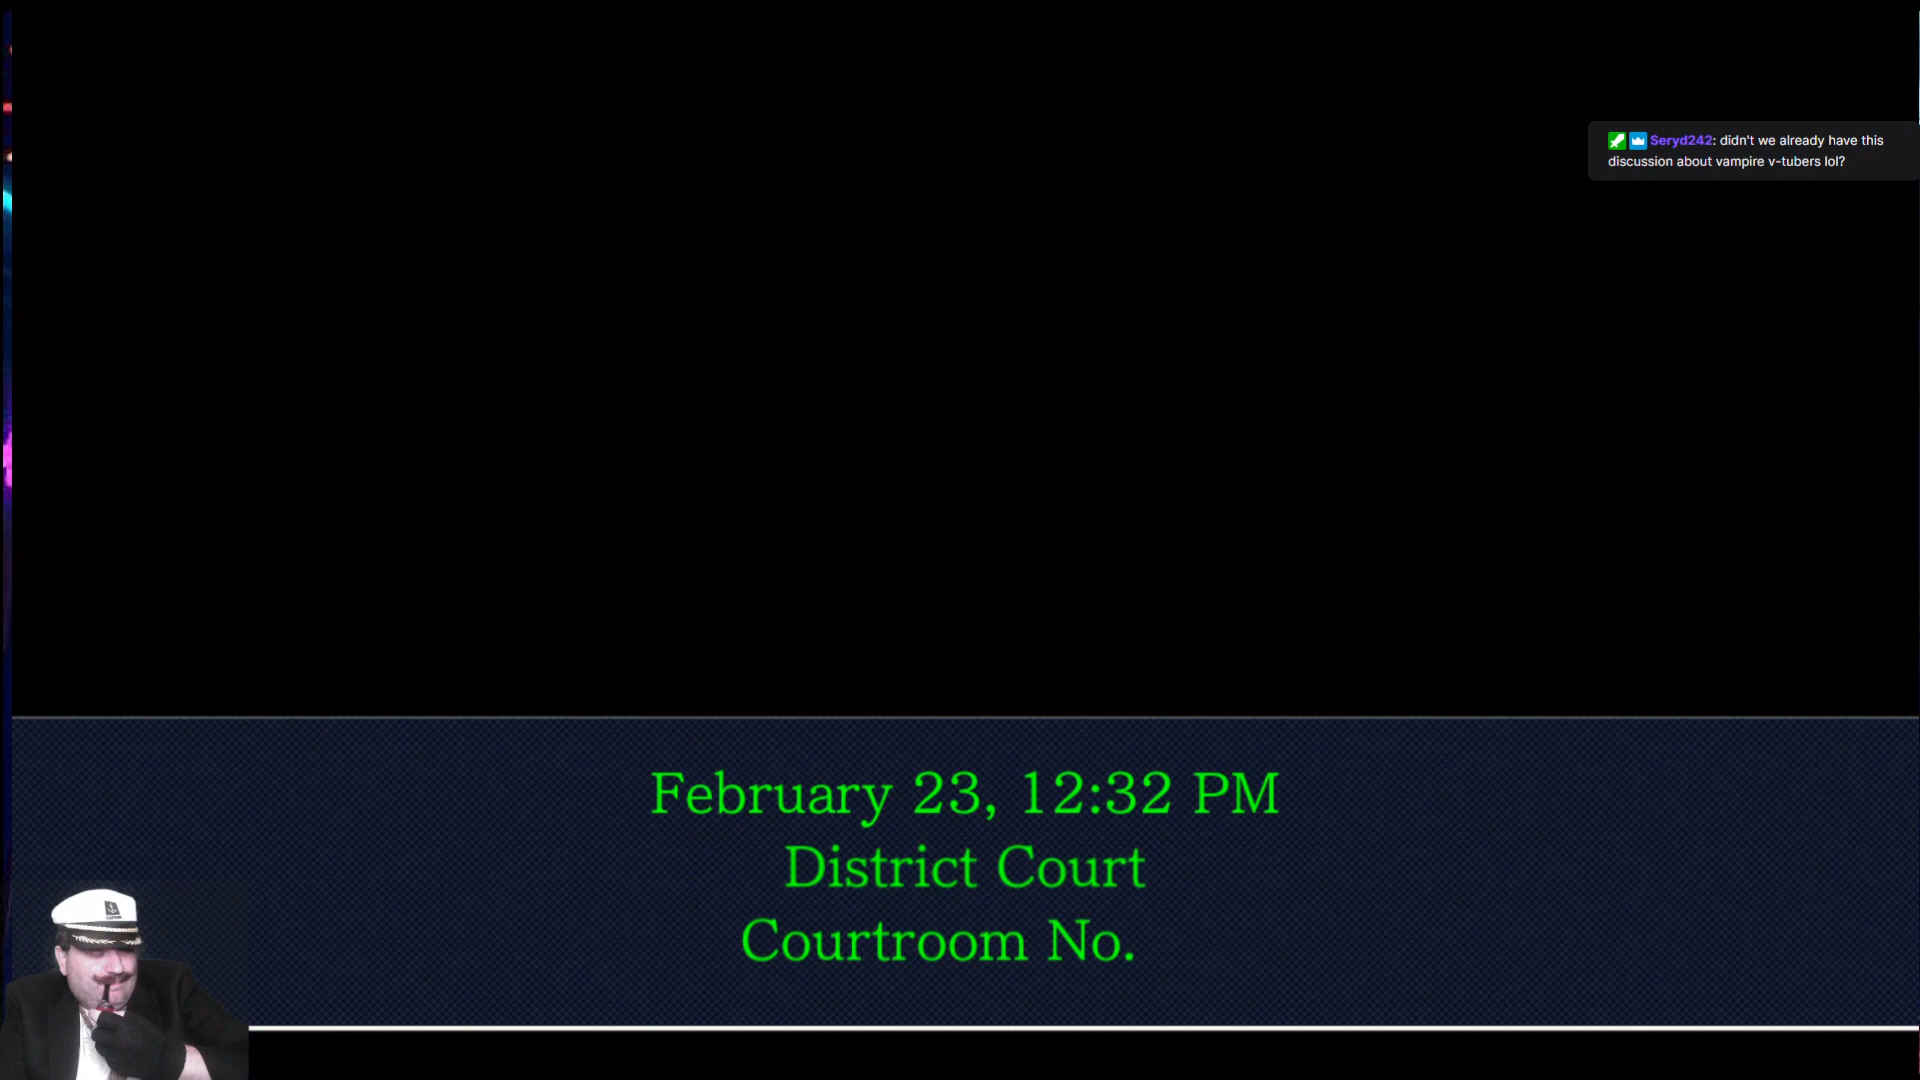 Seryd242: didn't we already have this
discussion about vampire v-tubers lol?
February 23, 12:32 PM
District Court
Courtroom No.